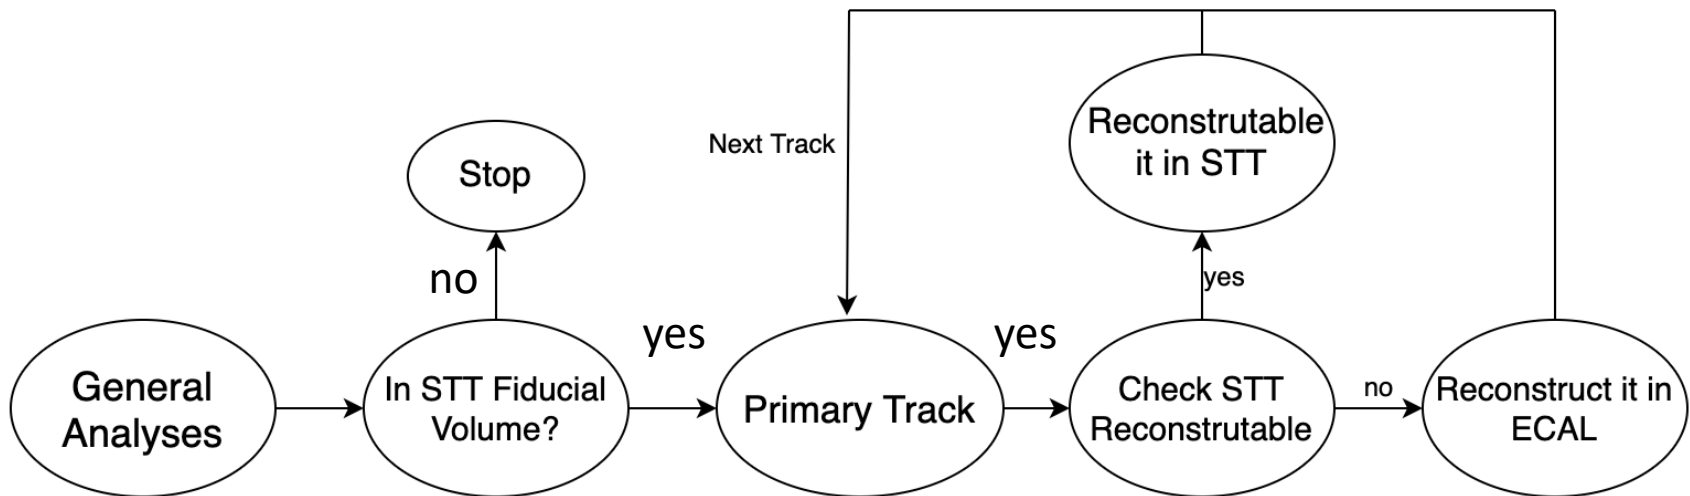 General
Analyses
In STT Fiducial
Volume?
no
Stop
yes
Primary Track
Next Track
yes
Check STT
Reconstrutable
yes
Reconstrutable
it in STT
no
Reconstruct it in
ECAL